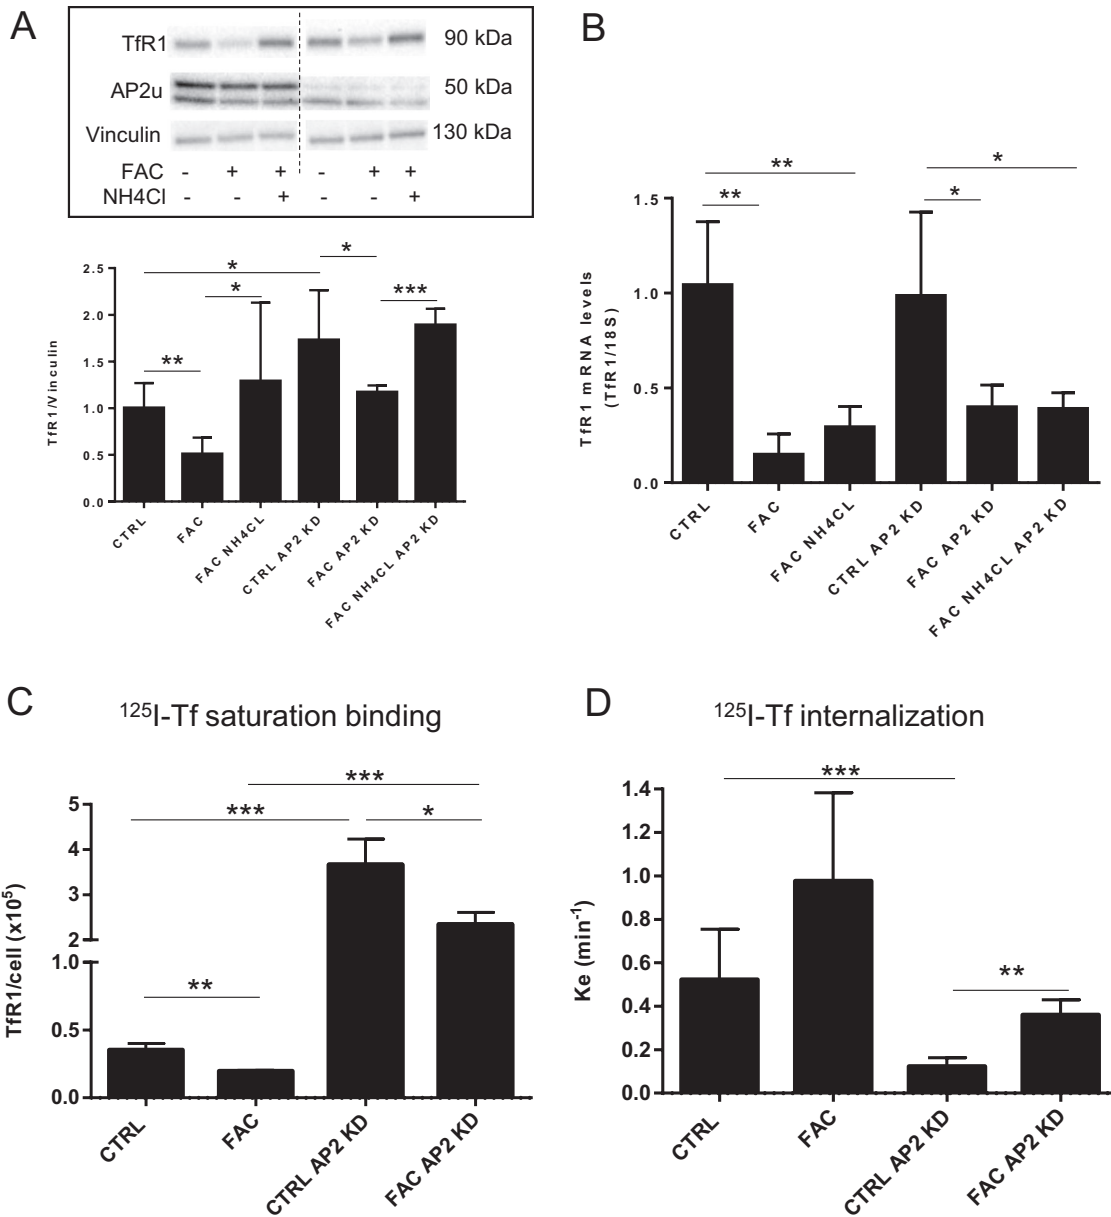 A
TfR1 90 kDa
AP2u 50 kDa
Vinculin 130 kDa
FAC - + + - + +
NH4Cl - - + - - +
* 
* * ***
**
2.5
2.0
1.5
1.0
0.5
0.0
TfR1/Vinculin
CTRL
FAC
FAC NH4CL
CTRL AP2 KD
FAC AP2 KD
FAC NH4CL AP2 KD
B
** *
** *
1.5
1.0
0.5
0.0
TfR1 mRNA levels
(TfR1/18S)
CTRL
FAC
FAC NH4CL
CTRL AP2 KD
FAC AP2 KD
FAC NH4CL AP2 KD
C
¹²⁵I-Tf saturation binding
***
*** *
**
5
4
3
2
1.0
0.5
0.0
TfR1/cell (x10⁵)
CTRL
FAC
CTRL AP2 KD
FAC AP2 KD
D
¹²⁵I-Tf internalization
***
**
1.4
1.2
1.0
0.8
0.6
0.4
0.2
0.0
Ke (min⁻¹)
CTRL
FAC
CTRL AP2 KD
FAC AP2 KD